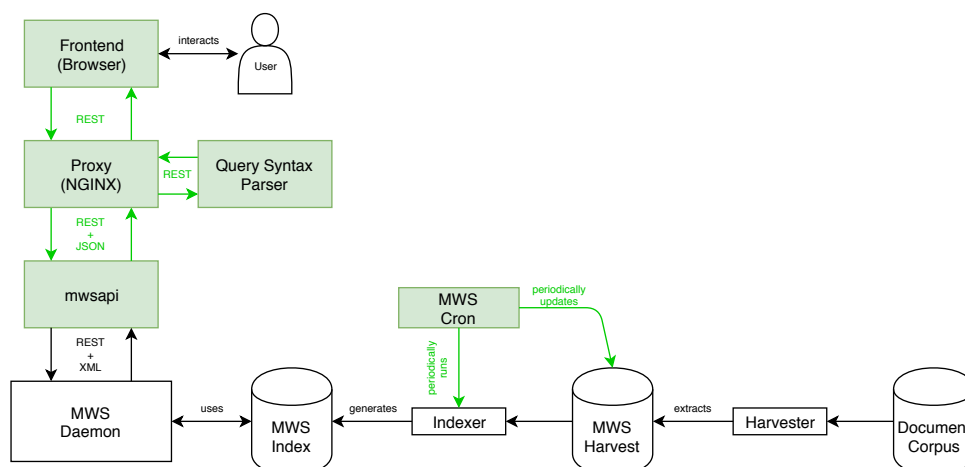 Frontend
(Browser)
interacts
User
REST
Proxy
(NGINX)
REST
Query Syntax
Parser
REST
+
JSON
mwsapi
MWS
Cron
periodically
updates
periodically
runs
REST
+
XML
MWS
Daemon
uses
MWS
Index
generates
Indexer
MWS
Harvest
extracts
Harvester
Documen
Corpus